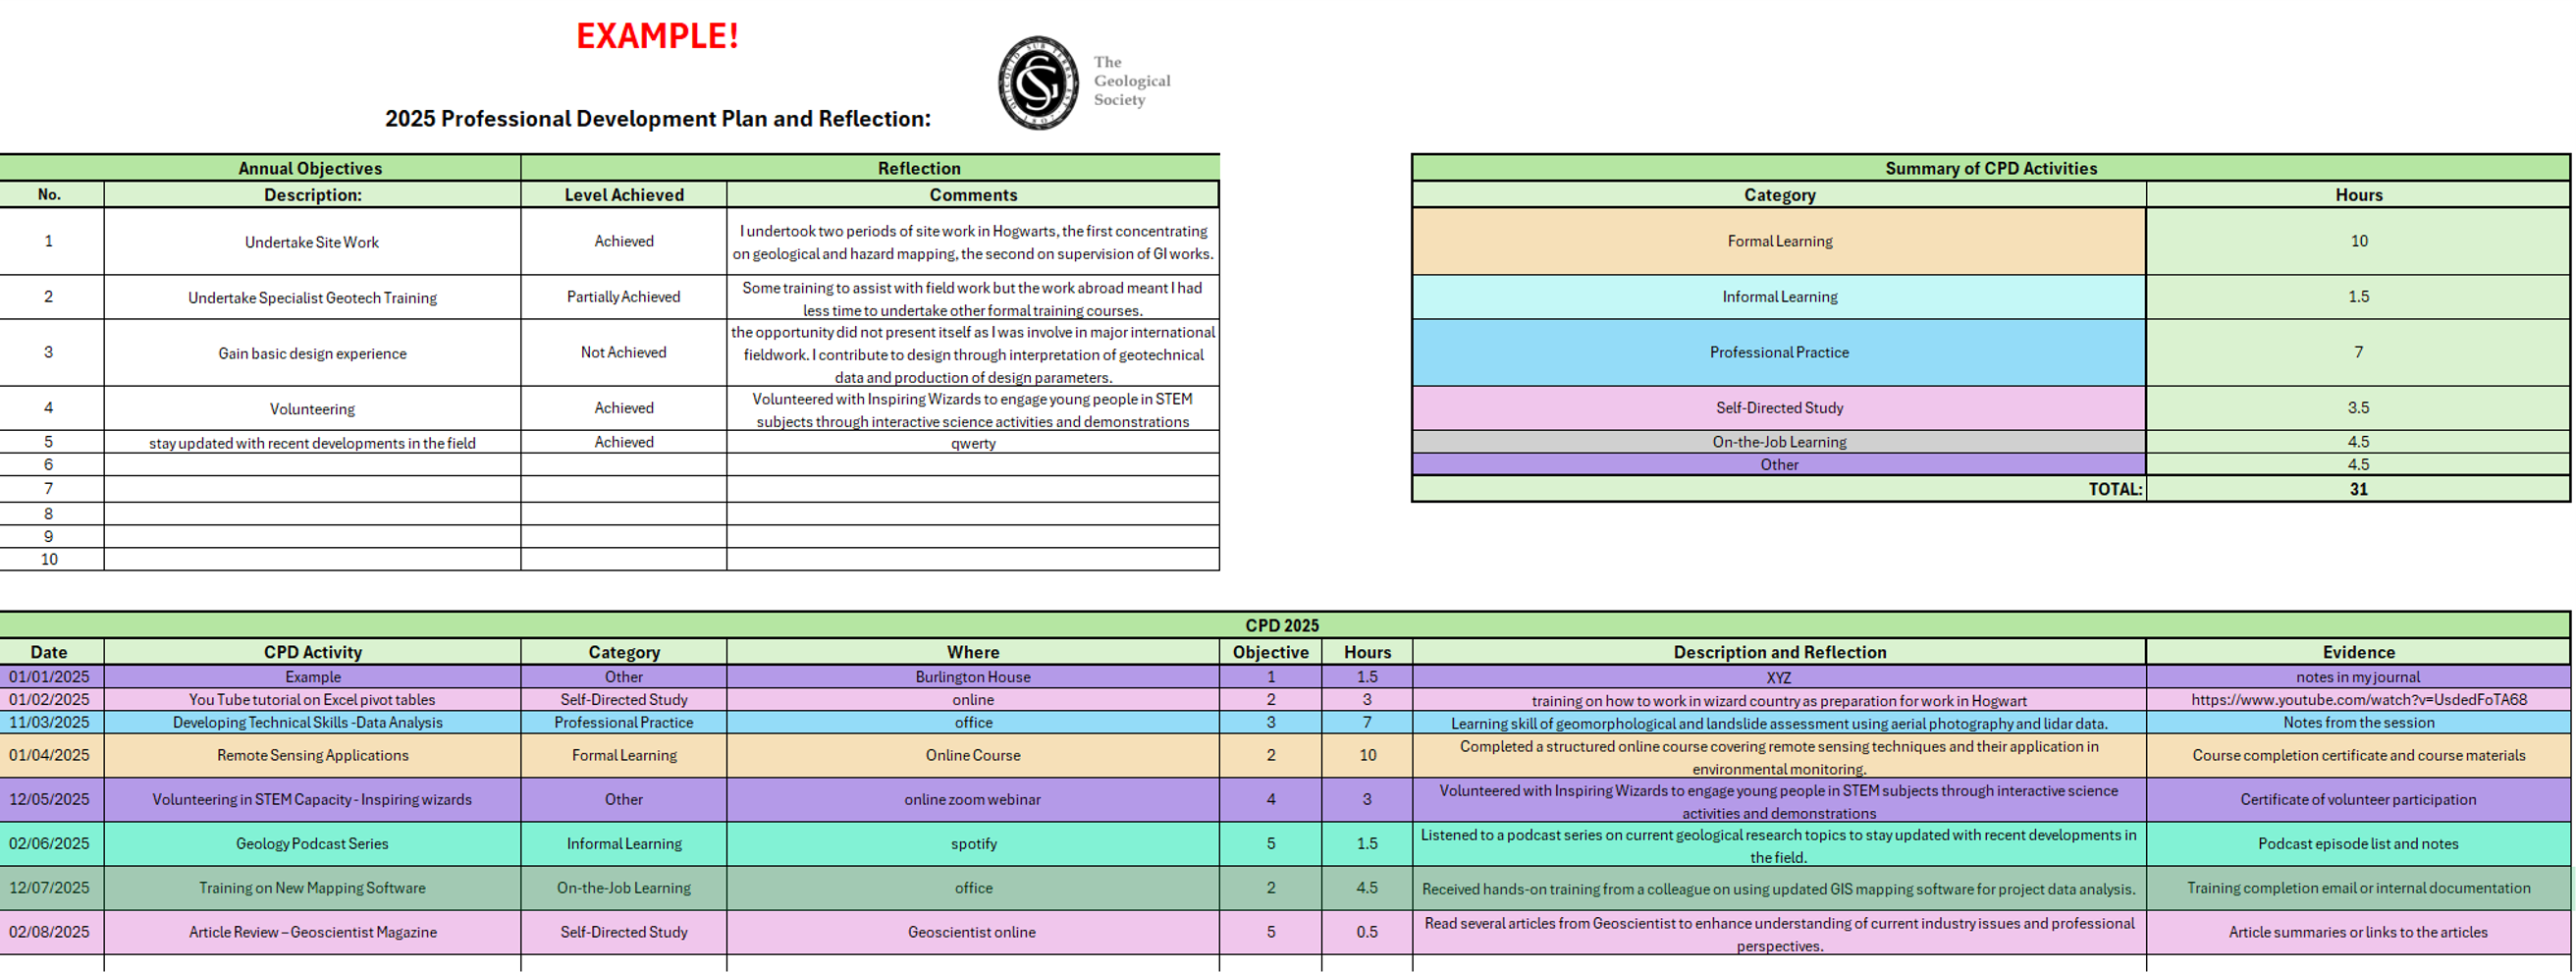 EXAMPLE!
The
Geological
Society
2025 Professional Development Plan and Reflection:
Annual Objectives Reflection
No. Description: Level Achieved Comments
1 Undertake Site Work Achieved I undertook two periods of site work in Hogwarts, the first concentrating
on geological and hazard mapping, the second on supervision of GI works.
2 Undertake Specialist Geotech Training Partially Achieved Some training to assist with field work but the work abroad meant I had
less time to undertake other formal training courses.
3 Gain basic design experience Not Achieved the opportunity did not present itself as I was involve in major international
fieldwork. I contribute to design through interpretation of geotechnical
data and production of design parameters.
4 Volunteering Achieved Volunteered with Inspiring Wizards to engage young people in STEM
subjects through interactive science activities and demonstrations
5 stay updated with recent developments in the field Achieved qwerty
6
7
8
9
10
Summary of CPD Activities
Category Hours
Formal Learning 10
Informal Learning 1.5
Professional Practice 7
Self-Directed Study 3.5
On-the-Job Learning 4.5
Other 4.5
TOTAL: 31
CPD 2025
Date CPD Activity Category Where Objective Hours Description and Reflection Evidence
01/01/2025 Example Other Burlington House 1 1.5 XYZ notes in my journal
01/02/2025 You Tube tutorial on Excel pivot tables Self-Directed Study online 2 3 training on how to work in wizard country as preparation for work in Hogwart https://www.youtube.com/watch?v=UsdedFoTA68
11/03/2025 Developing Technical Skills -Data Analysis Professional Practice office 3 7 Learning skill of geomorphological and landslide assessment using aerial photography and lidar data. Notes from the session
01/04/2025 Remote Sensing Applications Formal Learning Online Course 2 10 Completed a structured online course covering remote sensing techniques and their application in
environmental monitoring. Course completion certificate and course materials
12/05/2025 Volunteering in STEM Capacity - Inspiring wizards Other online zoom webinar 4 3 Volunteered with Inspiring Wizards to engage young people in STEM subjects through interactive science
activities and demonstrations Certificate of volunteer participation
02/06/2025 Geology Podcast Series Informal Learning spotify 5 1.5 Listened to a podcast series on current geological research topics to stay updated with recent developments in
the field. Podcast episode list and notes
12/07/2025 Training on New Mapping Software On-the-Job Learning office 2 4.5 Received hands-on training from a colleague on using updated GIS mapping software for project data analysis. Training completion email or internal documentation
02/08/2025 Article Review – Geoscientist Magazine Self-Directed Study Geoscientist online 5 0.5 Read several articles from Geoscientist to enhance understanding of current industry issues and professional
perspectives. Article summaries or links to the articles